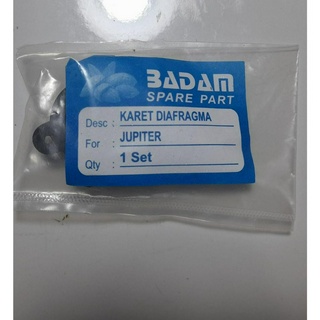 BADAM
SPARE PART
Desc : KARET DIAFRAGMA
For : JUPITER
Qty : 1 Set